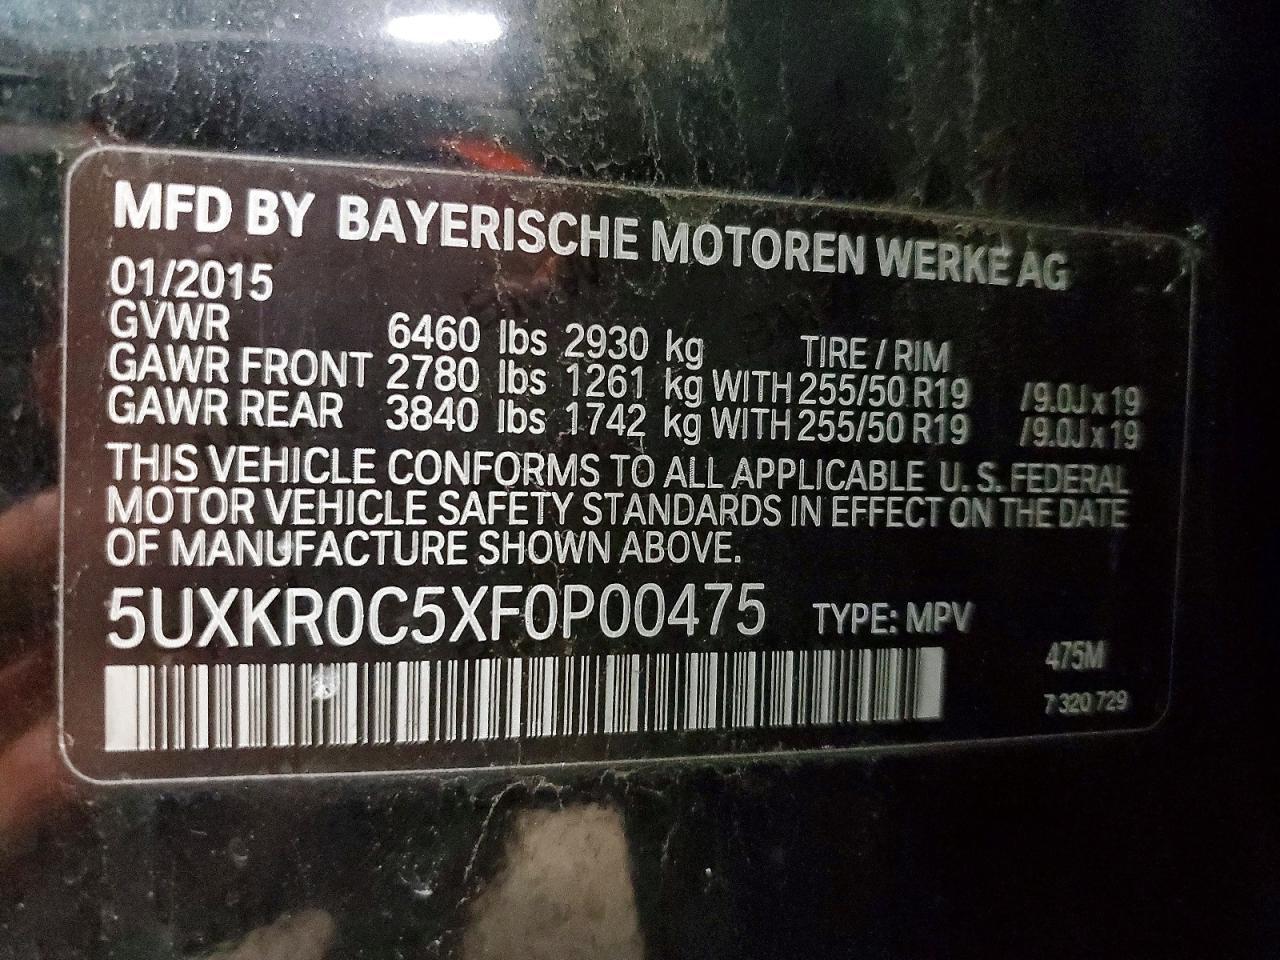 MFD BY BAYERISCHE MOTOREN WERKE AG
01/2015
GVWR 6460 lbs 2930 kg TIRE / RIM
GAWR FRONT 2780 lbs 1261 kg WITH 255/50 R19 /9.0J x 19
GAWR REAR 3840 lbs 1742 kg WITH 255/50 R19 /9.0J x 19
THIS VEHICLE CONFORMS TO ALL APPLICABLE U. S. FEDERAL
MOTOR VEHICLE SAFETY STANDARDS IN EFFECT ON THE DATE
OF MANUFACTURE SHOWN ABOVE.
5UXKR0C5XF0P00475 TYPE: MPV
475M
7 320 729